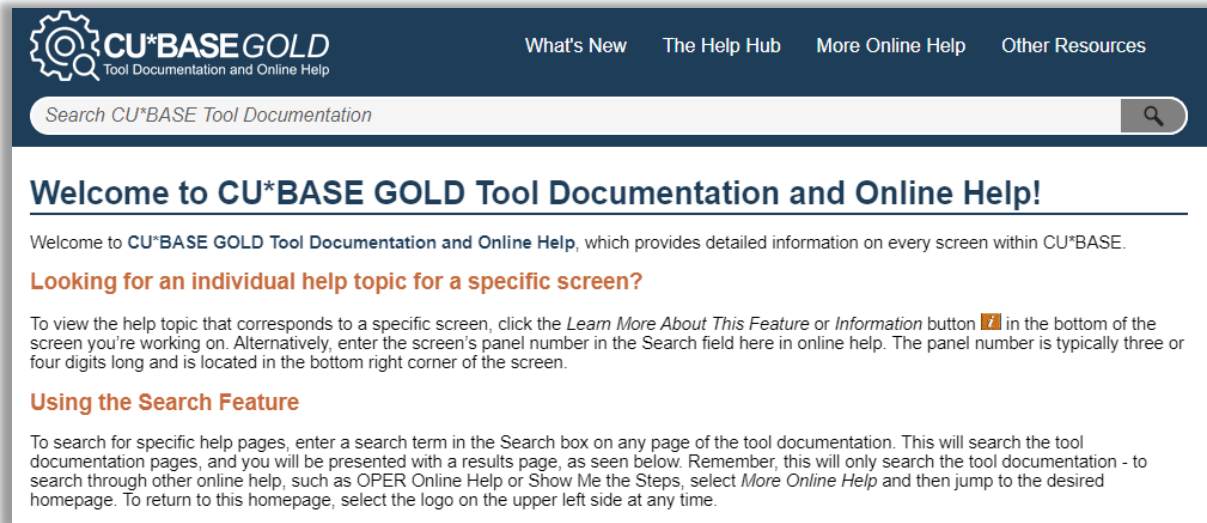 CU*BASE GOLD
Tool Documentation and Online Help
What's New The Help Hub More Online Help Other Resources
Search CU*BASE Tool Documentation
Welcome to CU*BASE GOLD Tool Documentation and Online Help!
Welcome to CU*BASE GOLD Tool Documentation and Online Help, which provides detailed information on every screen within CU*BASE.
Looking for an individual help topic for a specific screen?
To view the help topic that corresponds to a specific screen, click the Learn More About This Feature or Information button i in the bottom of the
screen you're working on. Alternatively, enter the screen's panel number in the Search field here in online help. The panel number is typically three or
four digits long and is located in the bottom right corner of the screen.
Using the Search Feature
To search for specific help pages, enter a search term in the Search box on any page of the tool documentation. This will search the tool
documentation pages, and you will be presented with a results page, as seen below. Remember, this will only search the tool documentation - to
search through other online help, such as OPER Online Help or Show Me the Steps, select More Online Help and then jump to the desired
homepage. To return to this homepage, select the logo on the upper left side at any time.